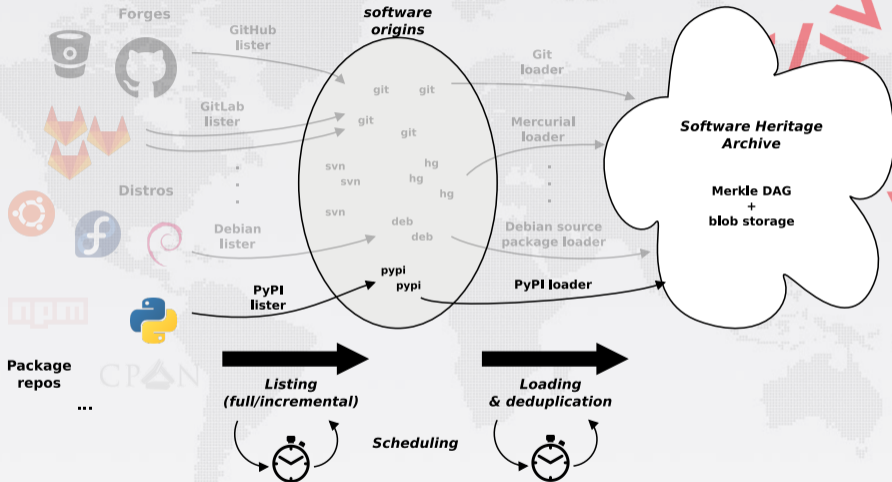 Forges
GitHub
lister
software
origins
Git
loader
git
git
GitLab
lister
git
git
Mercurial
loader
Software Heritage
Archive
svn
svn
hg
hg
hg
Distros
Merkle DAG
+
blob storage
svn
deb
deb
Debian
lister
Debian source
package loader
PyPI
lister
pypi
pypi
PyPI loader
npm
Package
repos
CPAN
...
Listing
(full/incremental)
Loading
& deduplication
Scheduling